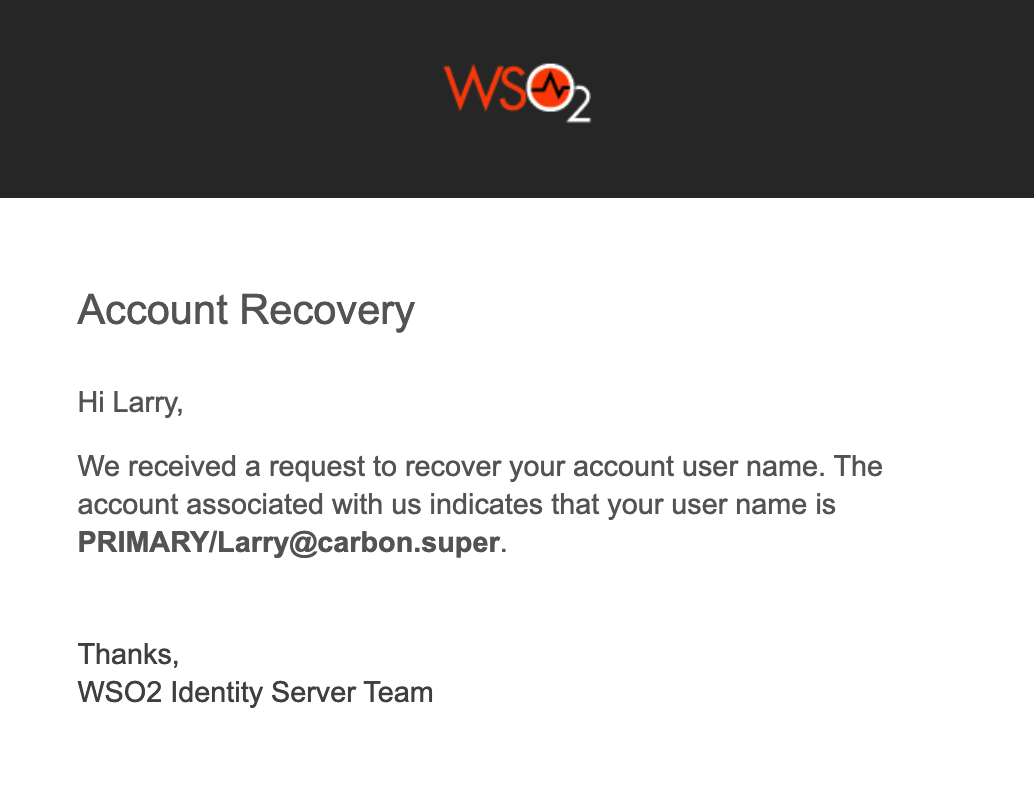 WSO2
Account Recovery
Hi Larry,
We received a request to recover your account user name. The
account associated with us indicates that your user name is
PRIMARY/Larry@carbon.super.
Thanks,
WSO2 Identity Server Team